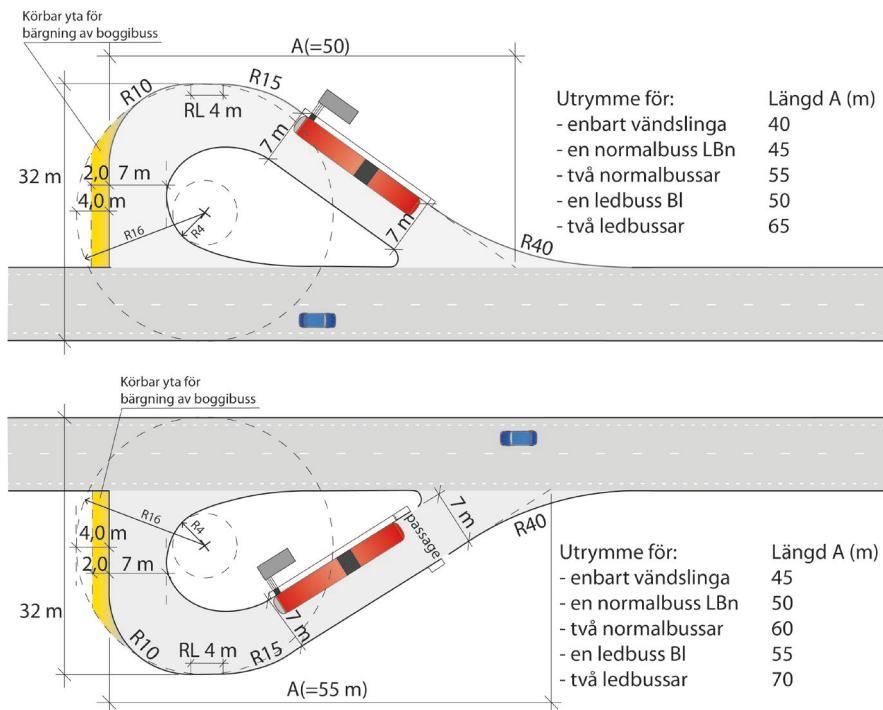 Körbar yta för
bärgning av boggibuss
A(=50)
R10
R15
RL 4 m
7 m
32 m
2,0
7 m
4,0 m
R16
R4
7 m
R40
Utrymme för: Längd A (m)
- enbart vändslinga 40
- en normalbuss LBn 45
- två normalbussar 55
- en ledbuss Bl 50
- två ledbussar 65
Körbar yta för
bärgning av boggibuss
R16
R4
4,0 m
2,0
7 m
32 m
7 m
passage
R40
7 m
R10
RL 4 m
R15
A(=55 m)
Utrymme för: Längd A (m)
- enbart vändslinga 45
- en normalbuss LBn 50
- två normalbussar 60
- en ledbuss Bl 55
- två ledbussar 70